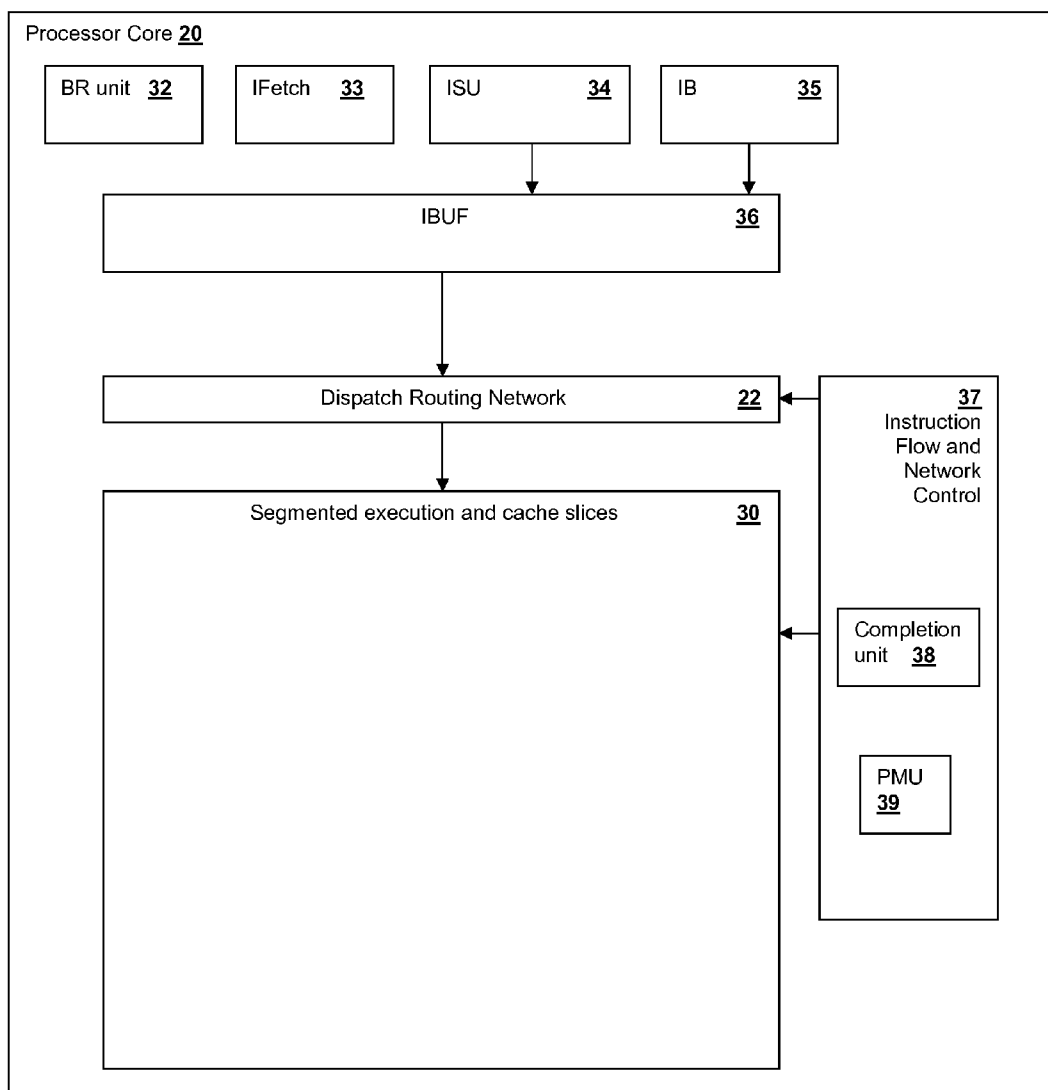 Processor Core 20
BR unit 32
IFetch 33
ISU 34
IB 35
IBUF 36
Dispatch Routing Network 22
37
Instruction
Flow and
Network
Control
Segmented execution and cache slices 30
Completion
unit 38
PMU
39